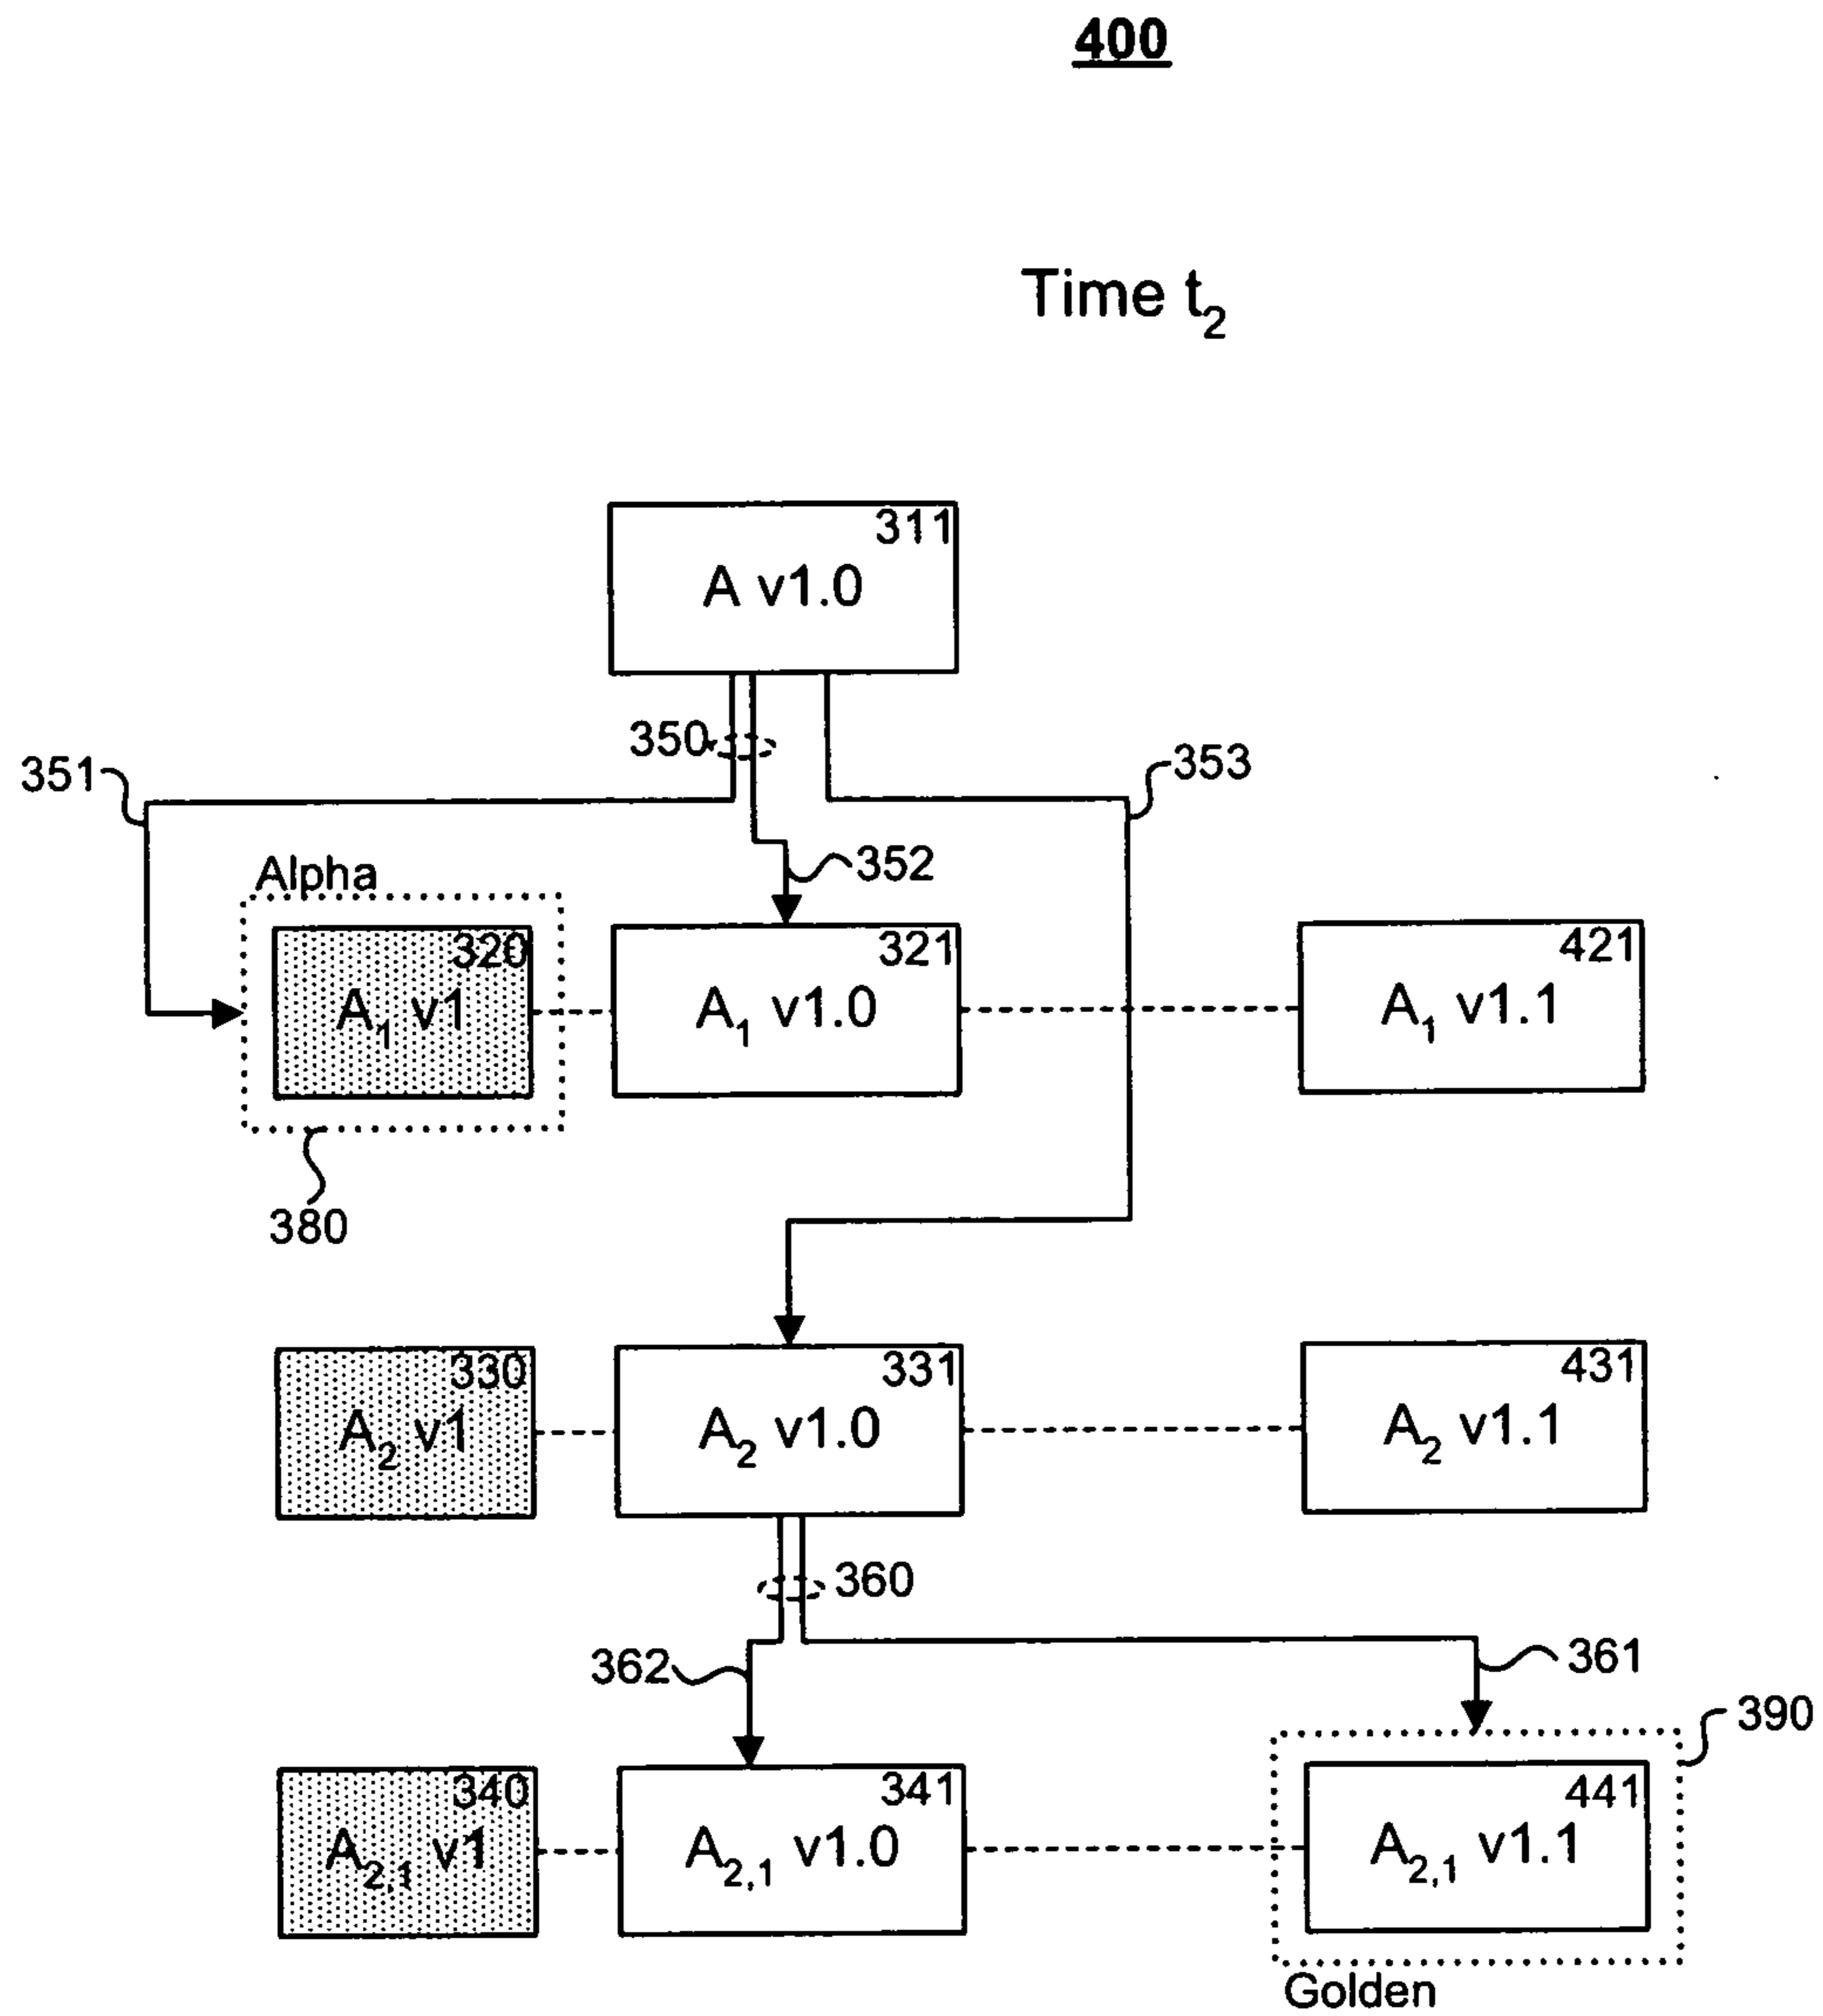 400
Time t₂
311
A v1.0
350
351
353
352
Alpha
320
A₁ v1
321
A₁ v1.0
421
A₁ v1.1
380
330
A₂ v1
331
A₂ v1.0
431
A₂ v1.1
360
362
361
390
340
A₂,₁ v1
341
A₂,₁ v1.0
441
A₂,₁ v1.1
Golden